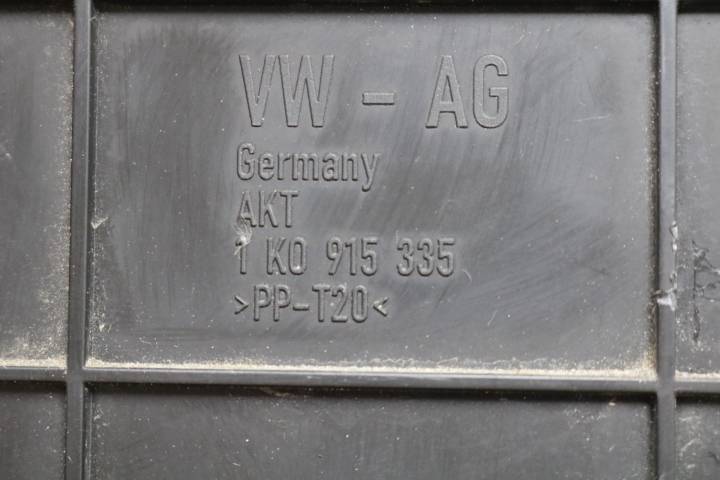 VW - AG
Germany
AKT
1 K0 915 335
>PP-T20<